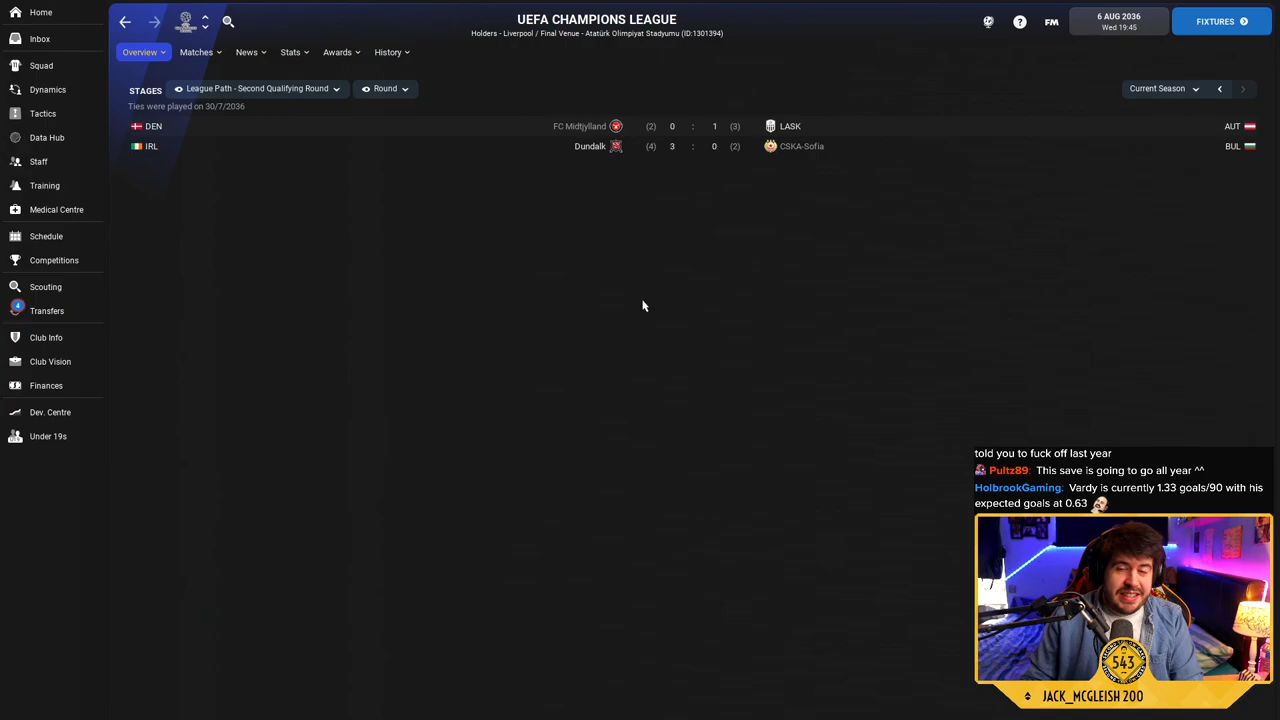 Home
Inbox
Squad
Dynamics
Tactics
Data Hub
Staff
Training
Medical Centre
Schedule
Competitions
Scouting
4
Transfers
Club Info
Club Vision
Finances
Dev. Centre
Under 19s
UEFA CHAMPIONS LEAGUE
Holders - Liverpool / Final Venue - Atatürk Olimpiyat Stadyumu (ID:1301394)
FM
6 AUG 2036
Wed 19:45
FIXTURES
Overview Matches News Stats Awards History
STAGES League Path - Second Qualifying Round Round Current Season
Ties were played on 30/7/2036
DEN FC Midtjylland (2) 0 : 1 (3) LASK AUT
IRL Dundalk (4) 3 : 0 (2) CSKA-Sofia BUL
told you to fuck off last year
Pultz89: This save is going to go all year ^^
HolbrookGaming: Vardy is currently 1.33 goals/90 with his
expected goals at 0.63
543
JACK_MCGLEISH 200